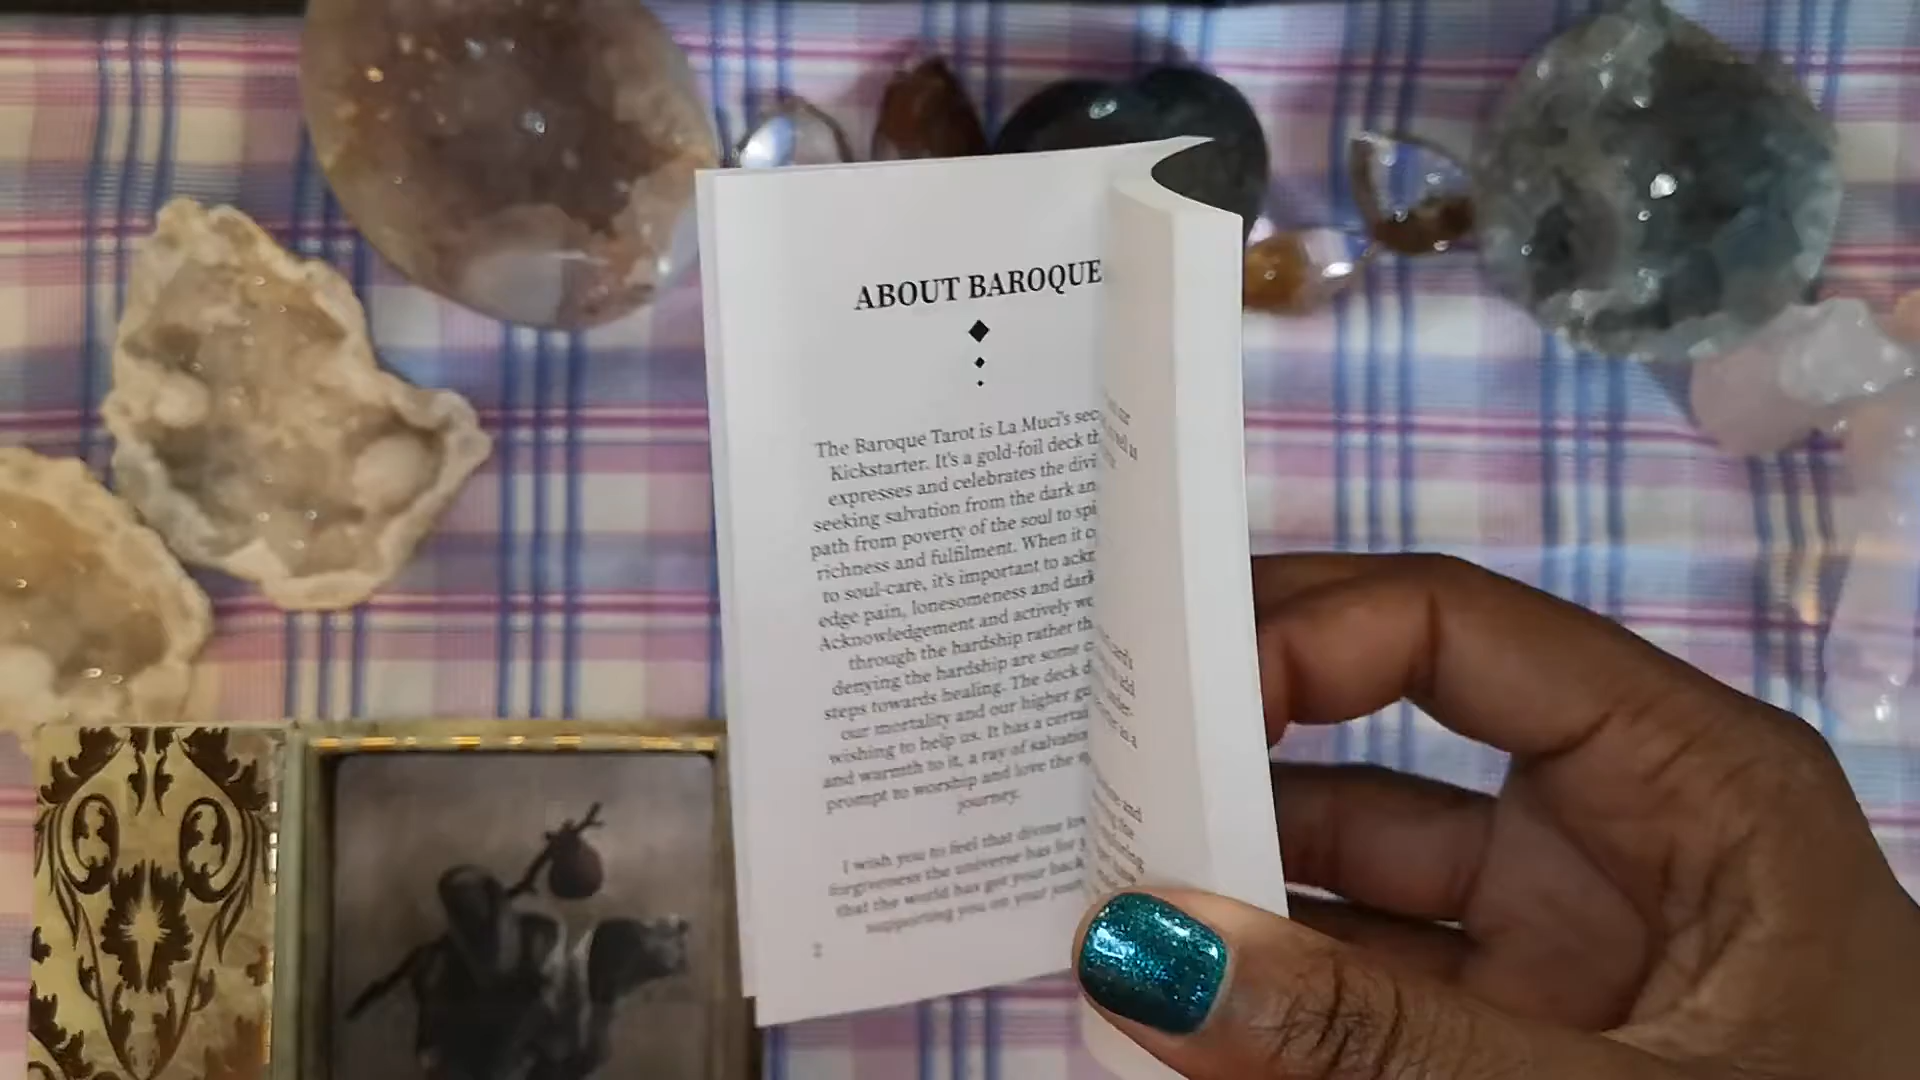 ABOUT BAROQUE
The Baroque Tarot is La Muci's sec
Kickstarter. It's a gold-foil deck th
expresses and celebrates the divi
seeking salvation from the dark an
path from poverty of the soul to spi
richness and fulfilment. When it c
to soul-care, it's important to ackn
edge pain, lonesomeness and dark
Acknowledgement and actively wo
through the hardship rather th
denying the hardship are some o
steps towards healing. The deck d
our mortality and our higher gu
wishing to help us. It has a certai
and warmth to it, a ray of salvation
prompt to worship and love the
journey.
I wish you to feel that divine lov
forgiveness the universe has for y
that the world has got your back
supporting you on your journ
2